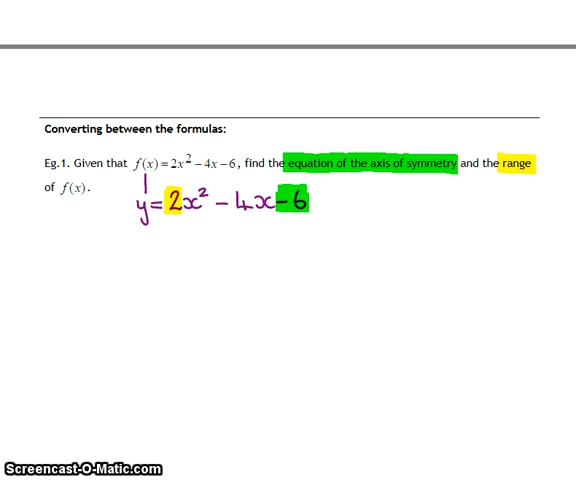 Converting between the formulas:
Eg.1. Given that f(x) = 2x² – 4x – 6, find the equation of the axis of symmetry and the range
of f(x).
y = 2x² – 4x – 6
Screencast-O-Matic.com